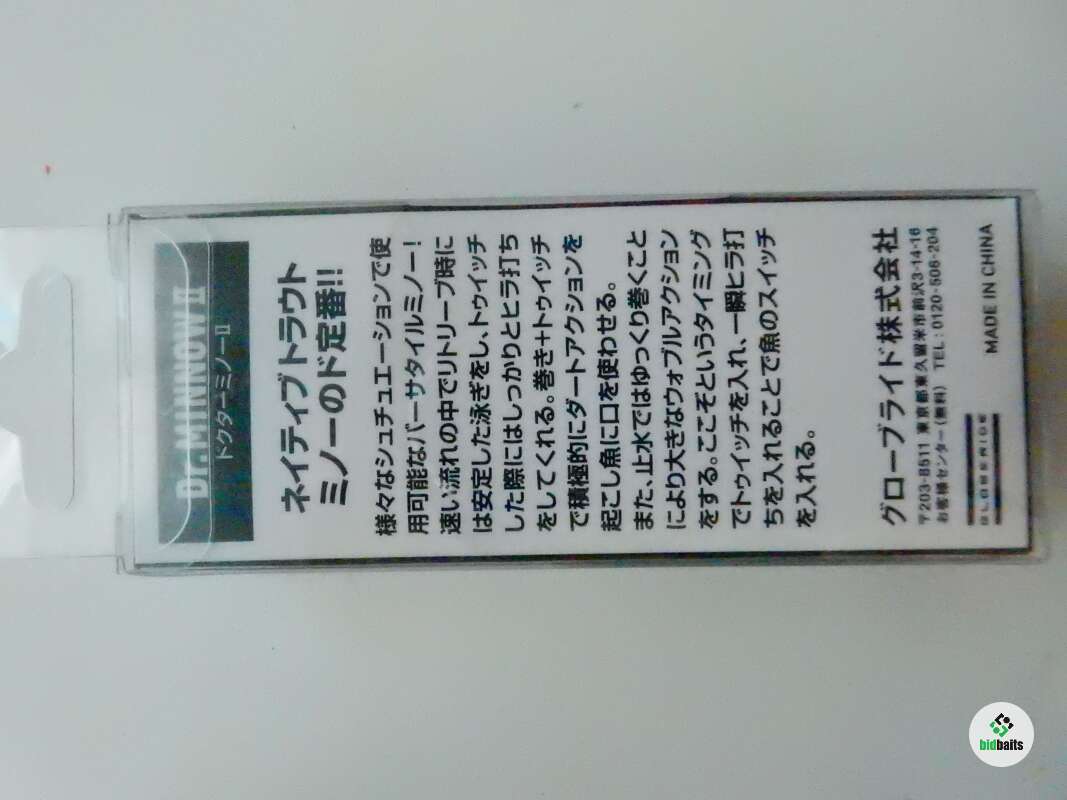 Dr.MINNOW II
ドクターミノーII
ネイティブトラウト
ミノーのド定番!!
様々なシュチュエーションで使
用可能なバーサタイルミノー！
速い流れの中でリトリーブ時に
は安定した泳ぎをし、トゥイッチ
した際にはしっかりとヒラ打ち
をしてくれる。巻き＋トゥイッチ
で積極的にダートアクションを
起こし魚に口を使わせる。
また、止水ではゆっくり巻くこと
により大きなウォブルアクション
をする。ここぞというタイミング
でトゥイッチを入れ、一瞬ヒラ打
ちを入れることで魚のスイッチ
を入れる。
グローブライド株式会社
〒203-8511 東京都東久留米市前沢3-14-16
お客様センター(無料) TEL:0120-506-204
GLOBERIDE
MADE IN CHINA
bidbaits